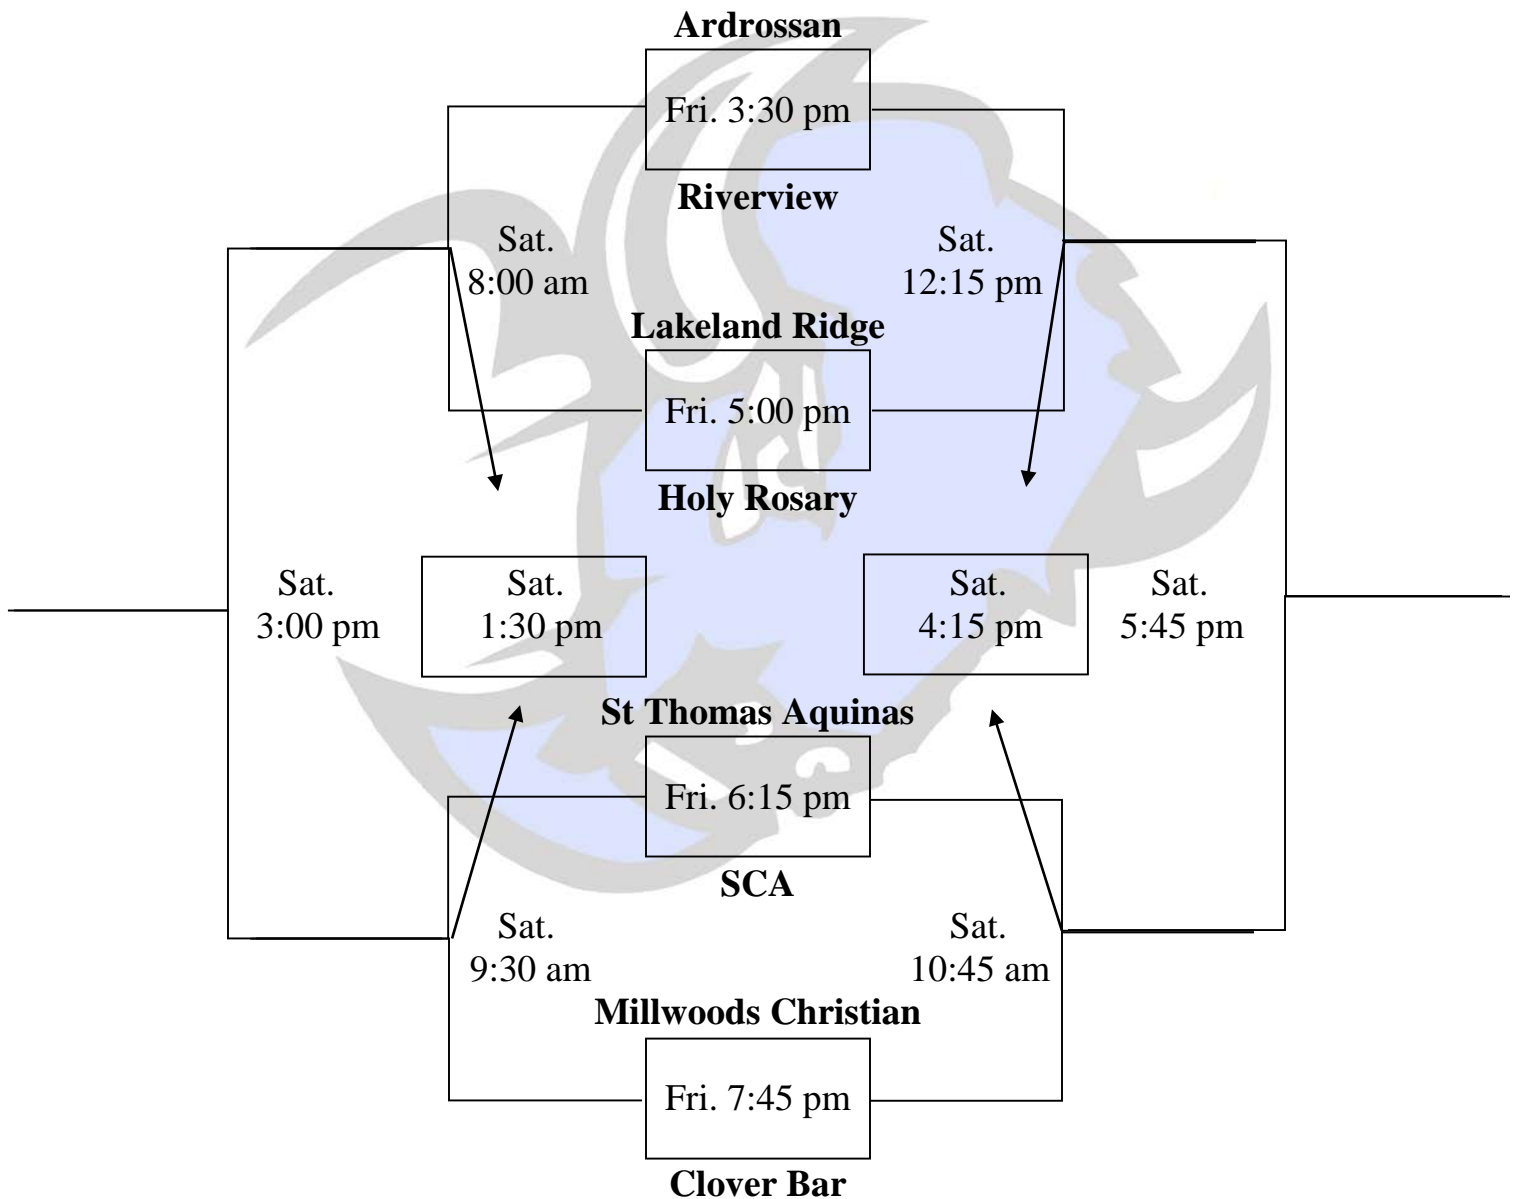 Ardrossan
Fri. 3:30 pm
Riverview
Sat.
8:00 am
Sat.
12:15 pm
Lakeland Ridge
Fri. 5:00 pm
Holy Rosary
Sat.
3:00 pm
Sat.
1:30 pm
Sat.
4:15 pm
Sat.
5:45 pm
St Thomas Aquinas
Fri. 6:15 pm
SCA
Sat.
9:30 am
Sat.
10:45 am
Millwoods Christian
Fri. 7:45 pm
Clover Bar